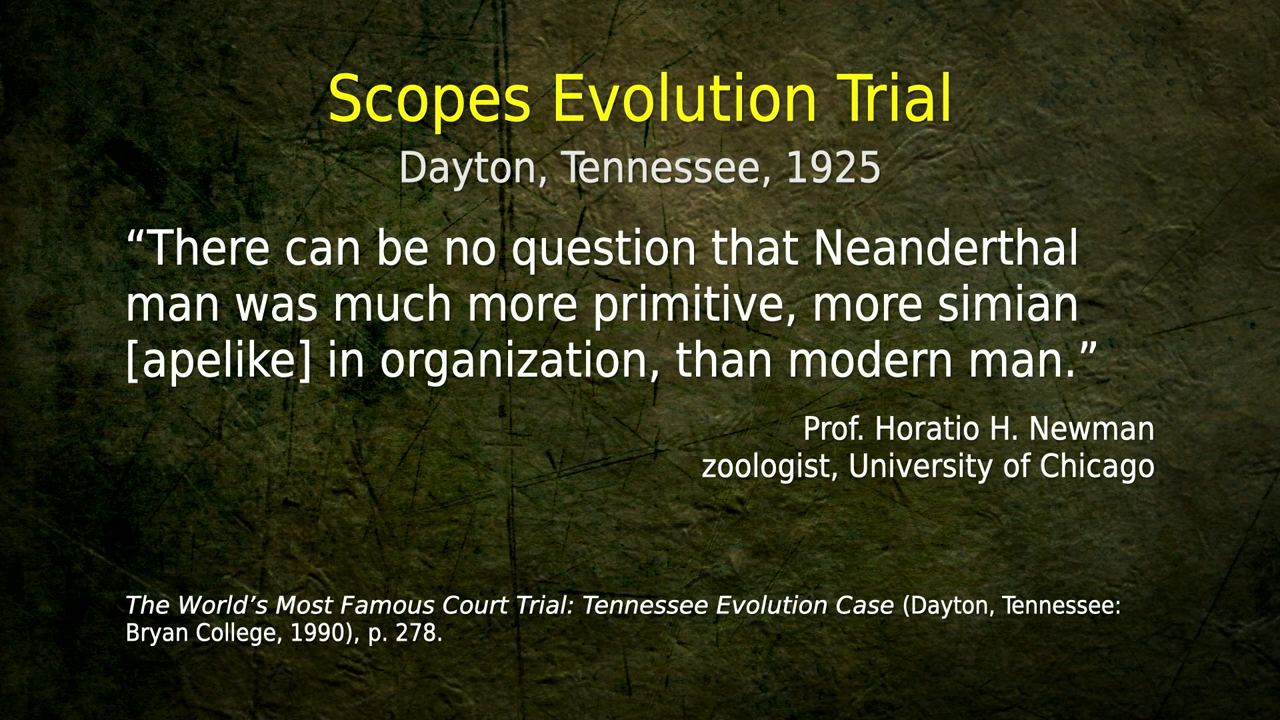 Scopes Evolution Trial
Dayton, Tennessee, 1925
“There can be no question that Neanderthal
man was much more primitive, more simian
[apelike] in organization, than modern man.”
Prof. Horatio H. Newman
zoologist, University of Chicago
The World’s Most Famous Court Trial: Tennessee Evolution Case (Dayton, Tennessee:
Bryan College, 1990), p. 278.